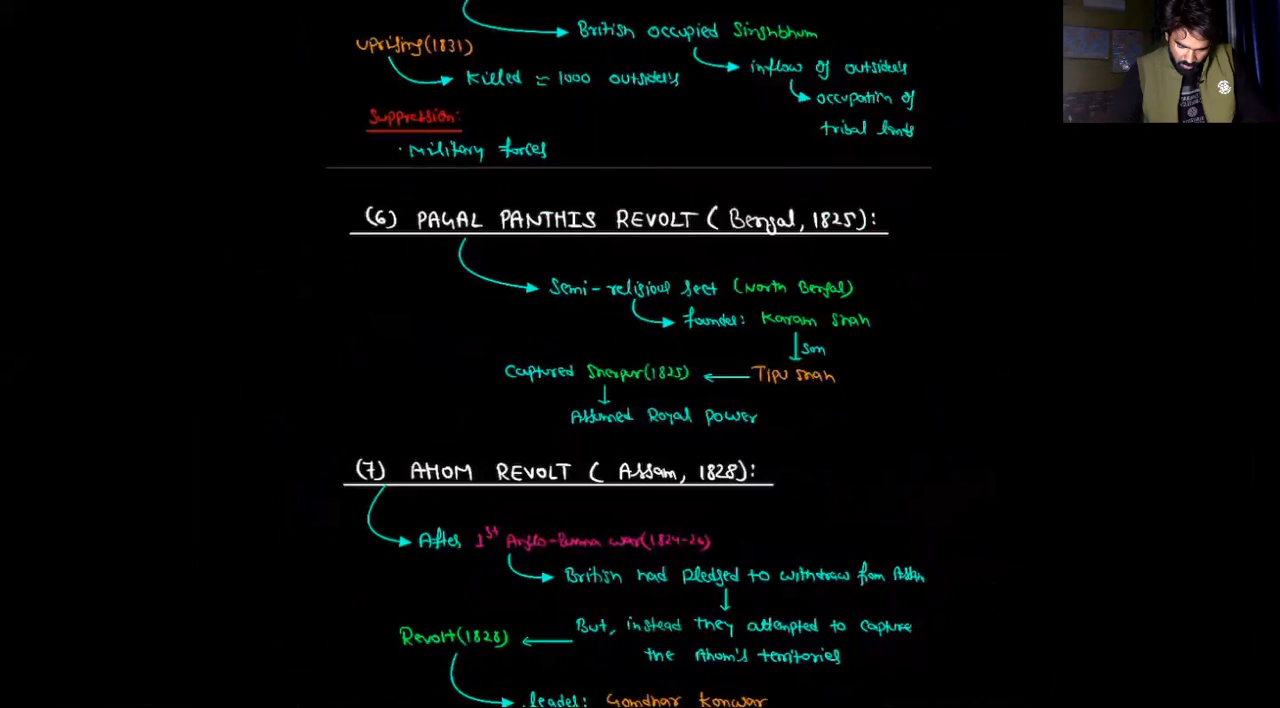 British occupied Singhbhum
Uprising (1831)
inflow of outsiders
Killed ≈ 1000 outsiders
occupation of
tribal lands
Suppression:
· Military forces
(6) PAGAL PANTHIS REVOLT (Bengal, 1825):
Semi-religious sect (North Bengal)
founder: Karam Shah
Son
Captured Sherpur (1825)
Tipu Shah
Assumed Royal power
(7) AHOM REVOLT (Assam, 1828):
After 1st Anglo-Burma war (1824-26)
British had pledged to withdraw from Assam
But, instead they attempted to capture
Revolt (1828)
the Ahom's territories
leader: Gomdhar Konwar